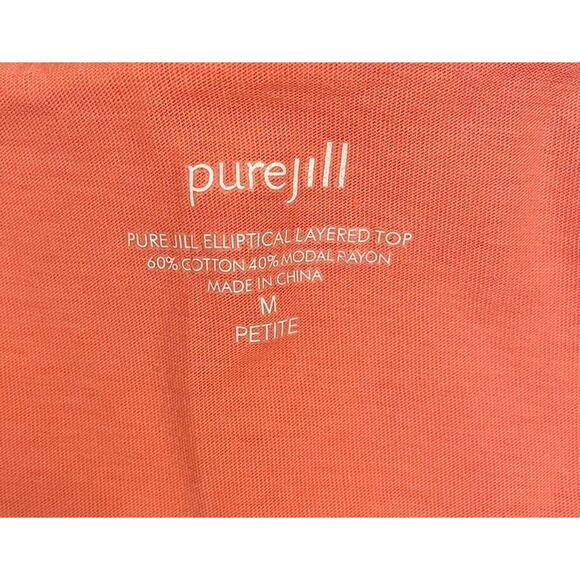 purejill
PURE JILL ELLIPTICAL LAYERED TOP
60% COTTON 40% MODAL RAYON
MADE IN CHINA
M
PETITE